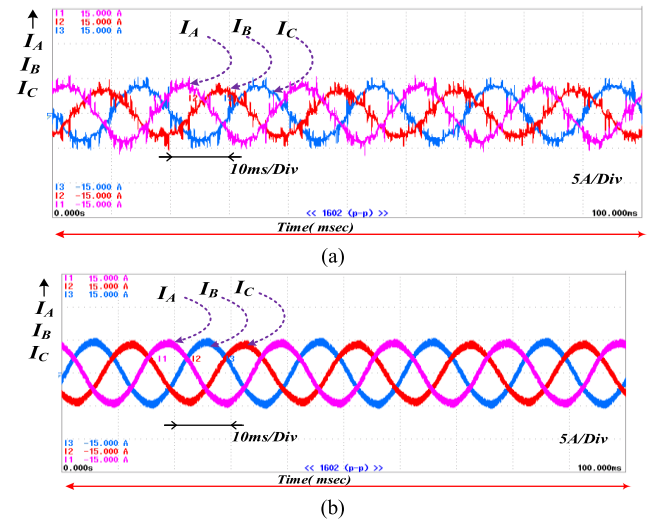 I1 15.000 A
I2 15.000 A
I3 15.000 A
IA
IB
IC
IA IB IC
I2
10ms/Div
5A/Div
I3 -15.000 A
I2 -15.000 A
I1 -15.000 A
0.000s << 1602 (p-p) >> 100.000ms
Time( msec)
(a)
I1 15.000 A
I2 15.000 A
I3 15.000 A
IA
IB
IC
IA IB IC
I1 I2
10ms/Div
5A/Div
I3 -15.000 A
I2 -15.000 A
I1 -15.000 A
0.000s << 1602 (p-p) >> 100.000ms
Time( msec)
(b)